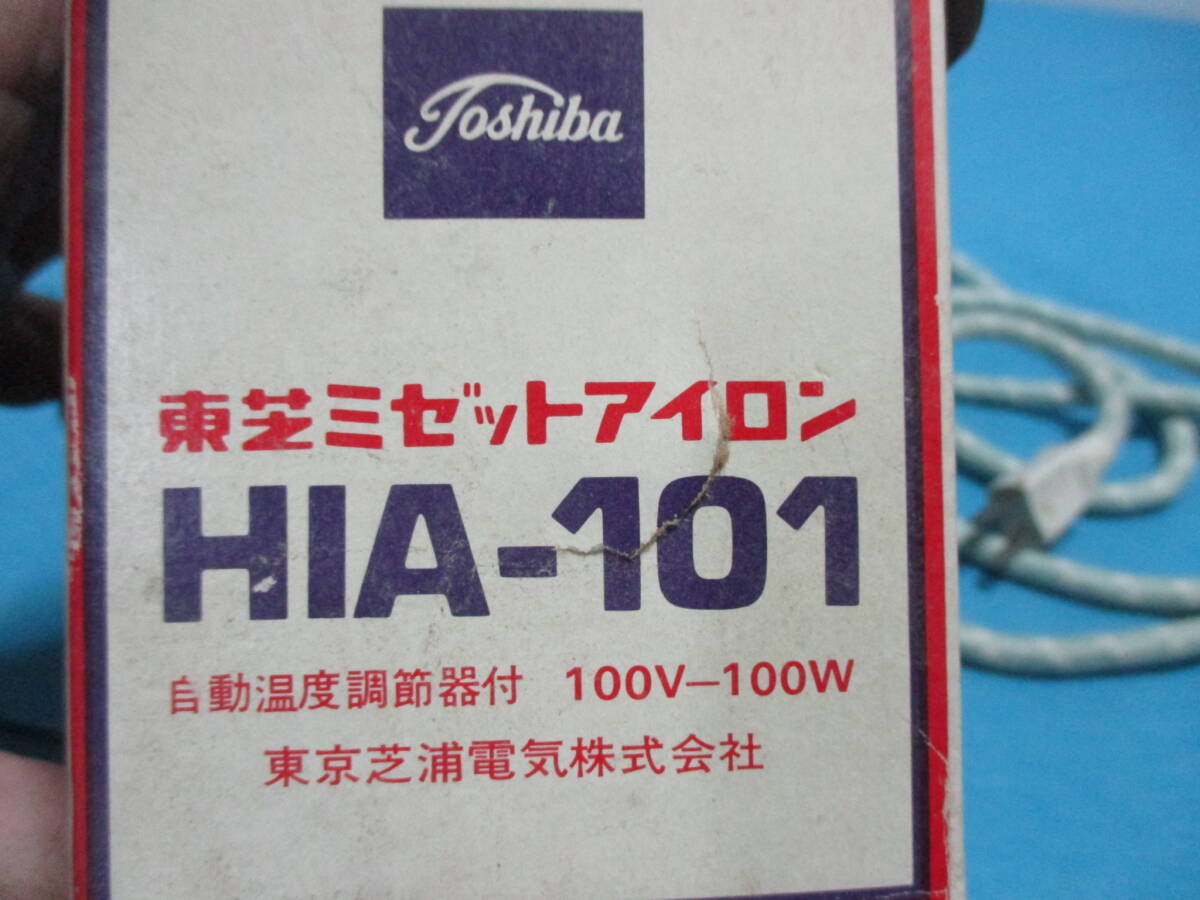 Toshiba
東芝ミゼットアイロン
HIA-101
自動温度調節器付 100V-100W
東京芝浦電気株式会社